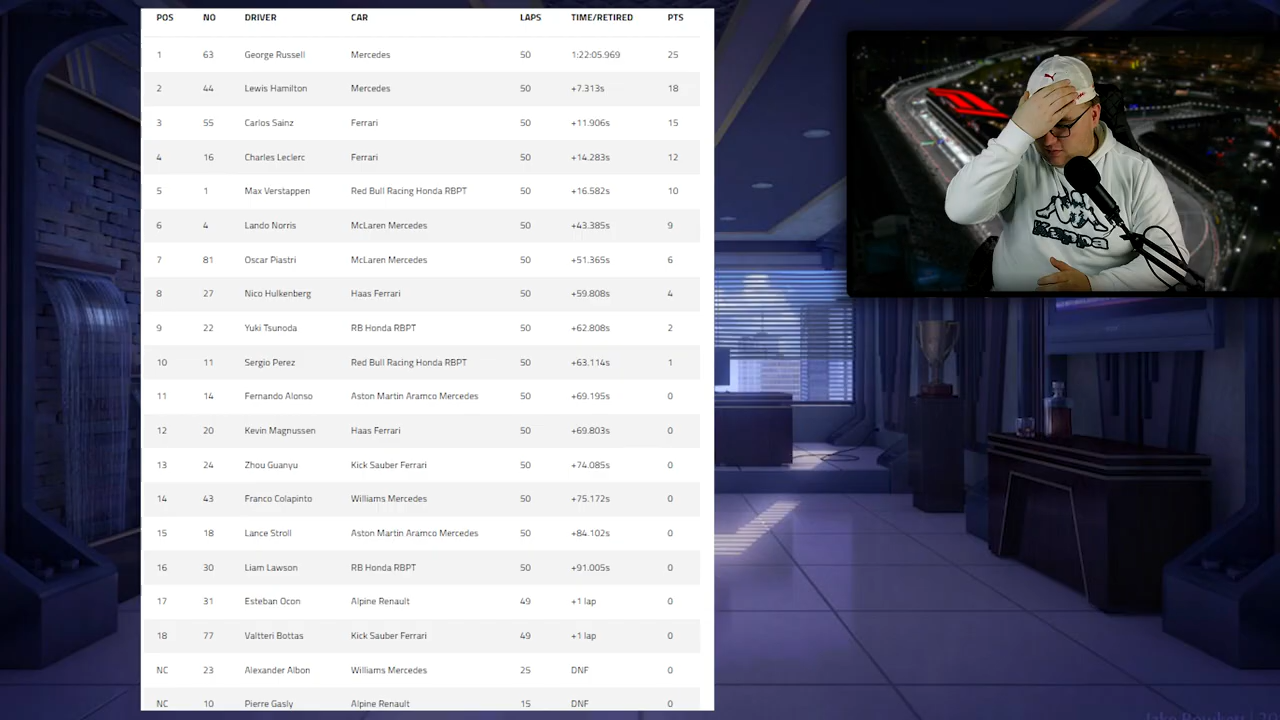 POS NO DRIVER CAR LAPS TIME/RETIRED PTS
1 63 George Russell Mercedes 50 1:22:05.969 25
2 44 Lewis Hamilton Mercedes 50 +7.313s 18
3 55 Carlos Sainz Ferrari 50 +11.906s 15
4 16 Charles Leclerc Ferrari 50 +14.283s 12
5 1 Max Verstappen Red Bull Racing Honda RBPT 50 +16.582s 10
6 4 Lando Norris McLaren Mercedes 50 +43.385s 9
7 81 Oscar Piastri McLaren Mercedes 50 +51.365s 6
8 27 Nico Hulkenberg Haas Ferrari 50 +59.808s 4
9 22 Yuki Tsunoda RB Honda RBPT 50 +62.808s 2
10 11 Sergio Perez Red Bull Racing Honda RBPT 50 +63.114s 1
11 14 Fernando Alonso Aston Martin Aramco Mercedes 50 +69.195s 0
12 20 Kevin Magnussen Haas Ferrari 50 +69.803s 0
13 24 Zhou Guanyu Kick Sauber Ferrari 50 +74.085s 0
14 43 Franco Colapinto Williams Mercedes 50 +75.172s 0
15 18 Lance Stroll Aston Martin Aramco Mercedes 50 +84.102s 0
16 30 Liam Lawson RB Honda RBPT 50 +91.005s 0
17 31 Esteban Ocon Alpine Renault 49 +1 lap 0
18 77 Valtteri Bottas Kick Sauber Ferrari 49 +1 lap 0
NC 23 Alexander Albon Williams Mercedes 25 DNF 0
NC 10 Pierre Gasly Alpine Renault 15 DNF 0
Kappa